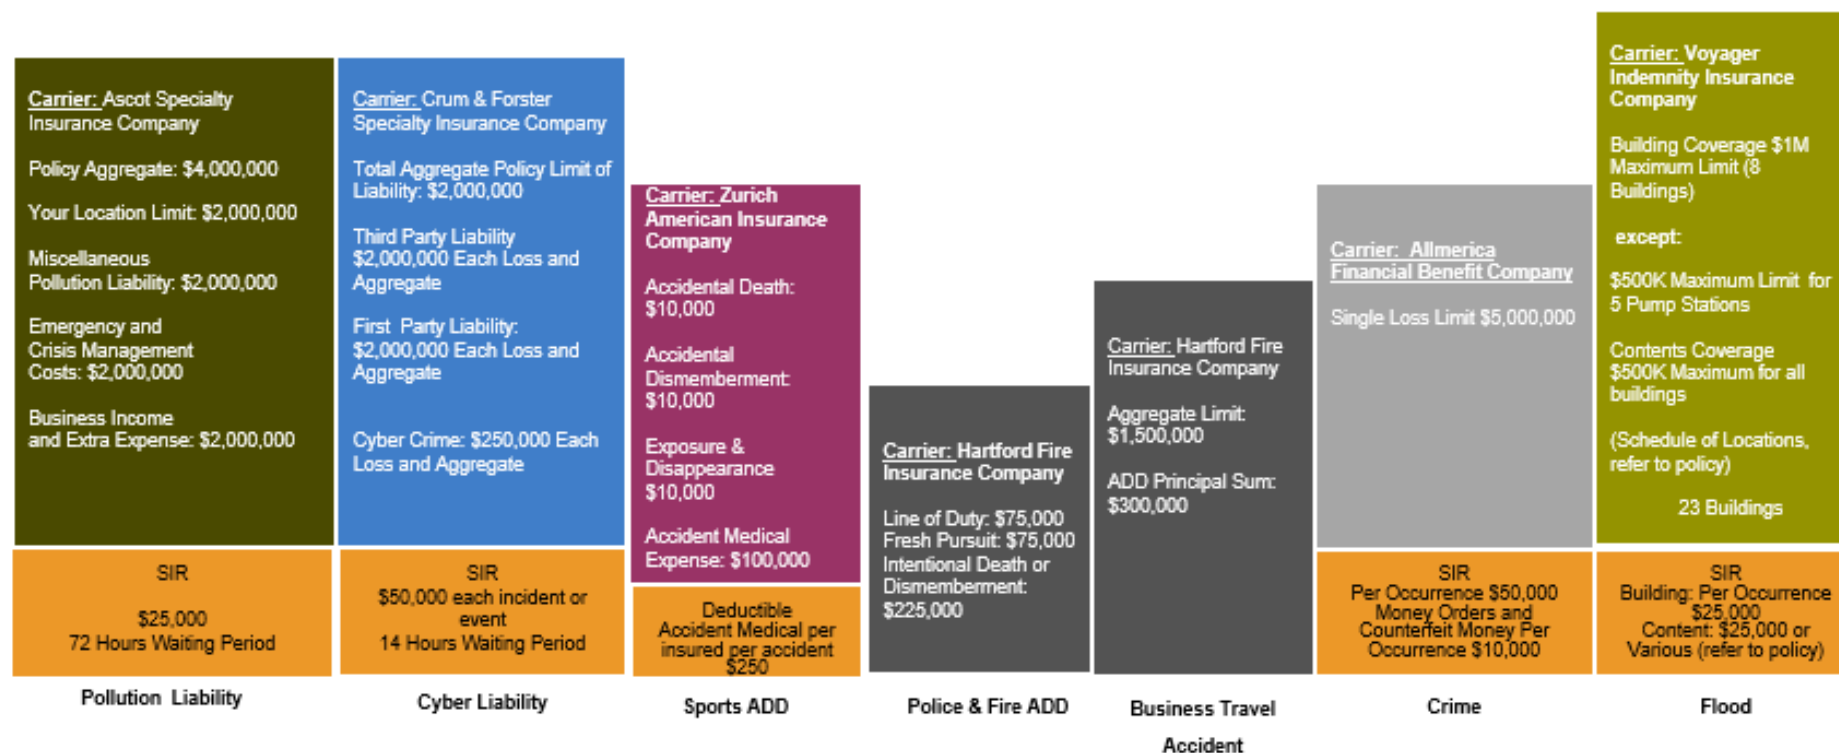 Carrier: Ascot Specialty
Insurance Company
Policy Aggregate: $4,000,000
Your Location Limit: $2,000,000
Miscellaneous
Pollution Liability: $2,000,000
Emergency and
Crisis Management
Costs: $2,000,000
Business Income
and Extra Expense: $2,000,000
SIR
$25,000
72 Hours Waiting Period
Pollution Liability
Carrier: Crum & Forster
Specialty Insurance Company
Total Aggregate Policy Limit of
Liability: $2,000,000
Third Party Liability
$2,000,000 Each Loss and
Aggregate
First Party Liability:
$2,000,000 Each Loss and
Aggregate
Cyber Crime: $250,000 Each
Loss and Aggregate
SIR
$50,000 each incident or
event
14 Hours Waiting Period
Cyber Liability
Carrier: Zurich
American Insurance
Company
Accidental Death:
$10,000
Accidental
Dismemberment:
$10,000
Exposure &
Disappearance
$10,000
Accident Medical
Expense: $100,000
Deductible
Accident Medical per
insured per accident
$250
Sports ADD
Carrier: Hartford Fire
Insurance Company
Line of Duty: $75,000
Fresh Pursuit: $75,000
Intentional Death or
Dismemberment:
$225,000
Police & Fire ADD
Carrier: Hartford Fire
Insurance Company
Aggregate Limit:
$1,500,000
ADD Principal Sum:
$300,000
Business Travel
Accident
Carrier: Allmerica
Financial Benefit Company
Single Loss Limit $5,000,000
SIR
Per Occurrence $50,000
Money Orders and
Counterfeit Money Per
Occurrence $10,000
Crime
Carrier: Voyager
Indemnity Insurance
Company
Building Coverage $1M
Maximum Limit (8
Buildings)
except:
$500K Maximum Limit for
5 Pump Stations
Contents Coverage
$500K Maximum for all
buildings
(Schedule of Locations,
refer to policy)
23 Buildings
SIR
Building: Per Occurrence
$25,000
Content: $25,000 or
Various (refer to policy)
Flood